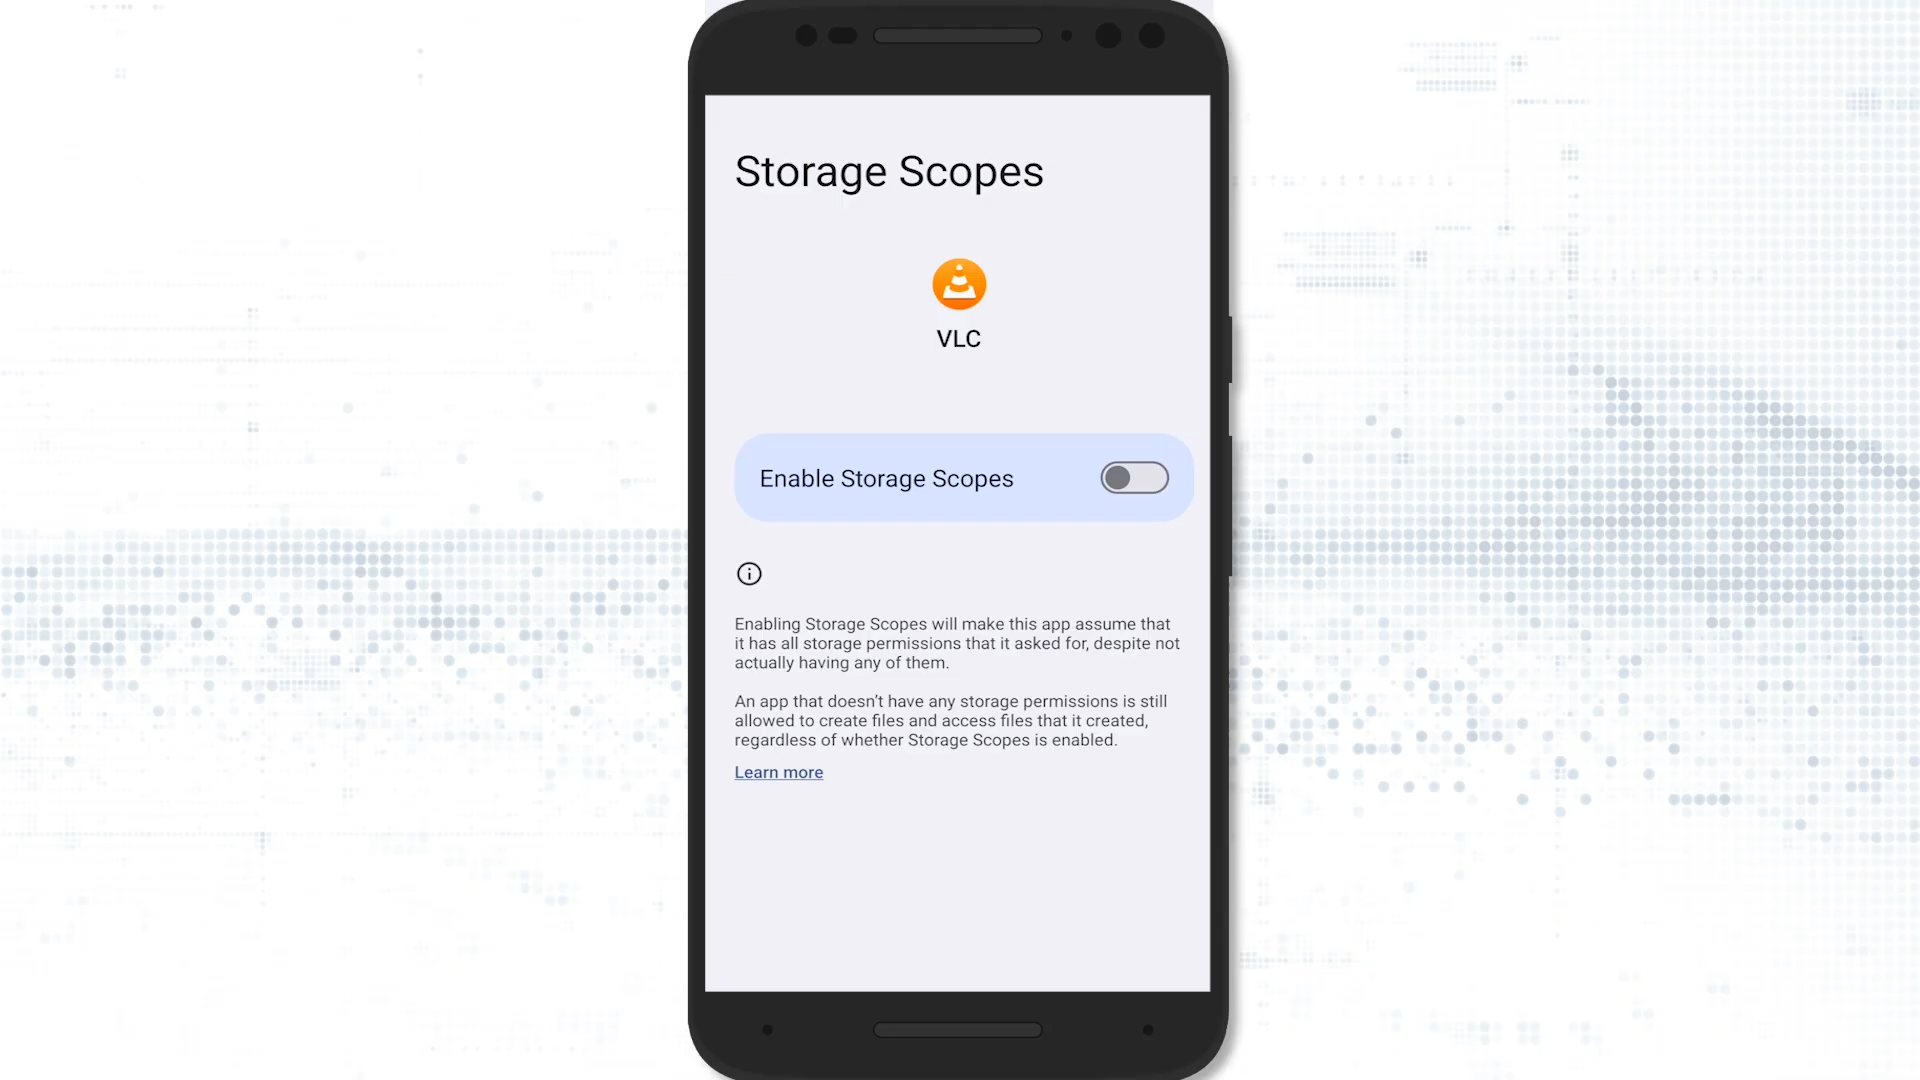 Storage Scopes
VLC
Enable Storage Scopes
Enabling Storage Scopes will make this app assume that
it has all storage permissions that it asked for, despite not
actually having any of them.
An app that doesn’t have any storage permissions is still
allowed to create files and access files that it created,
regardless of whether Storage Scopes is enabled.
Learn more